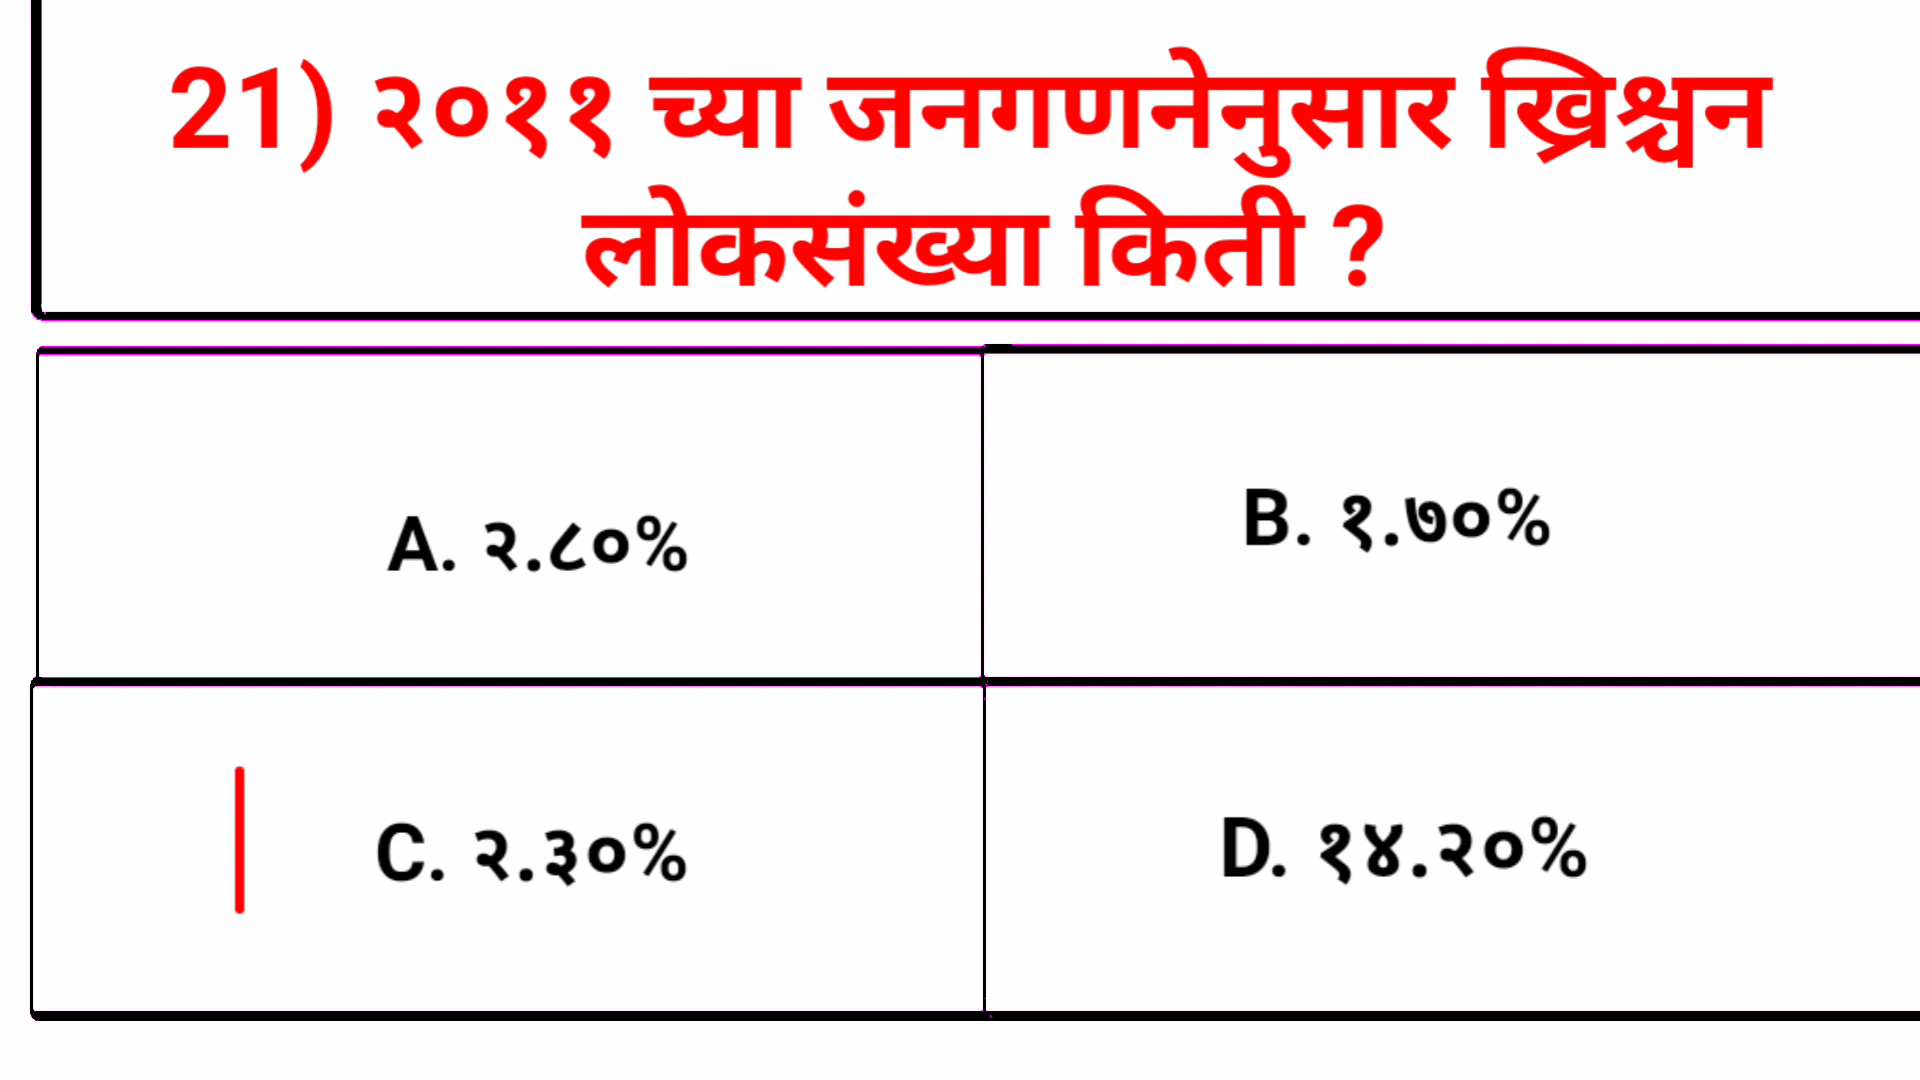 21) २०११ च्या जनगणनेनुसार ख्रिश्चन
लोकसंख्या किती ?
A. २.८०%
B. १.७०%
C. २.३०%
D. १४.२०%